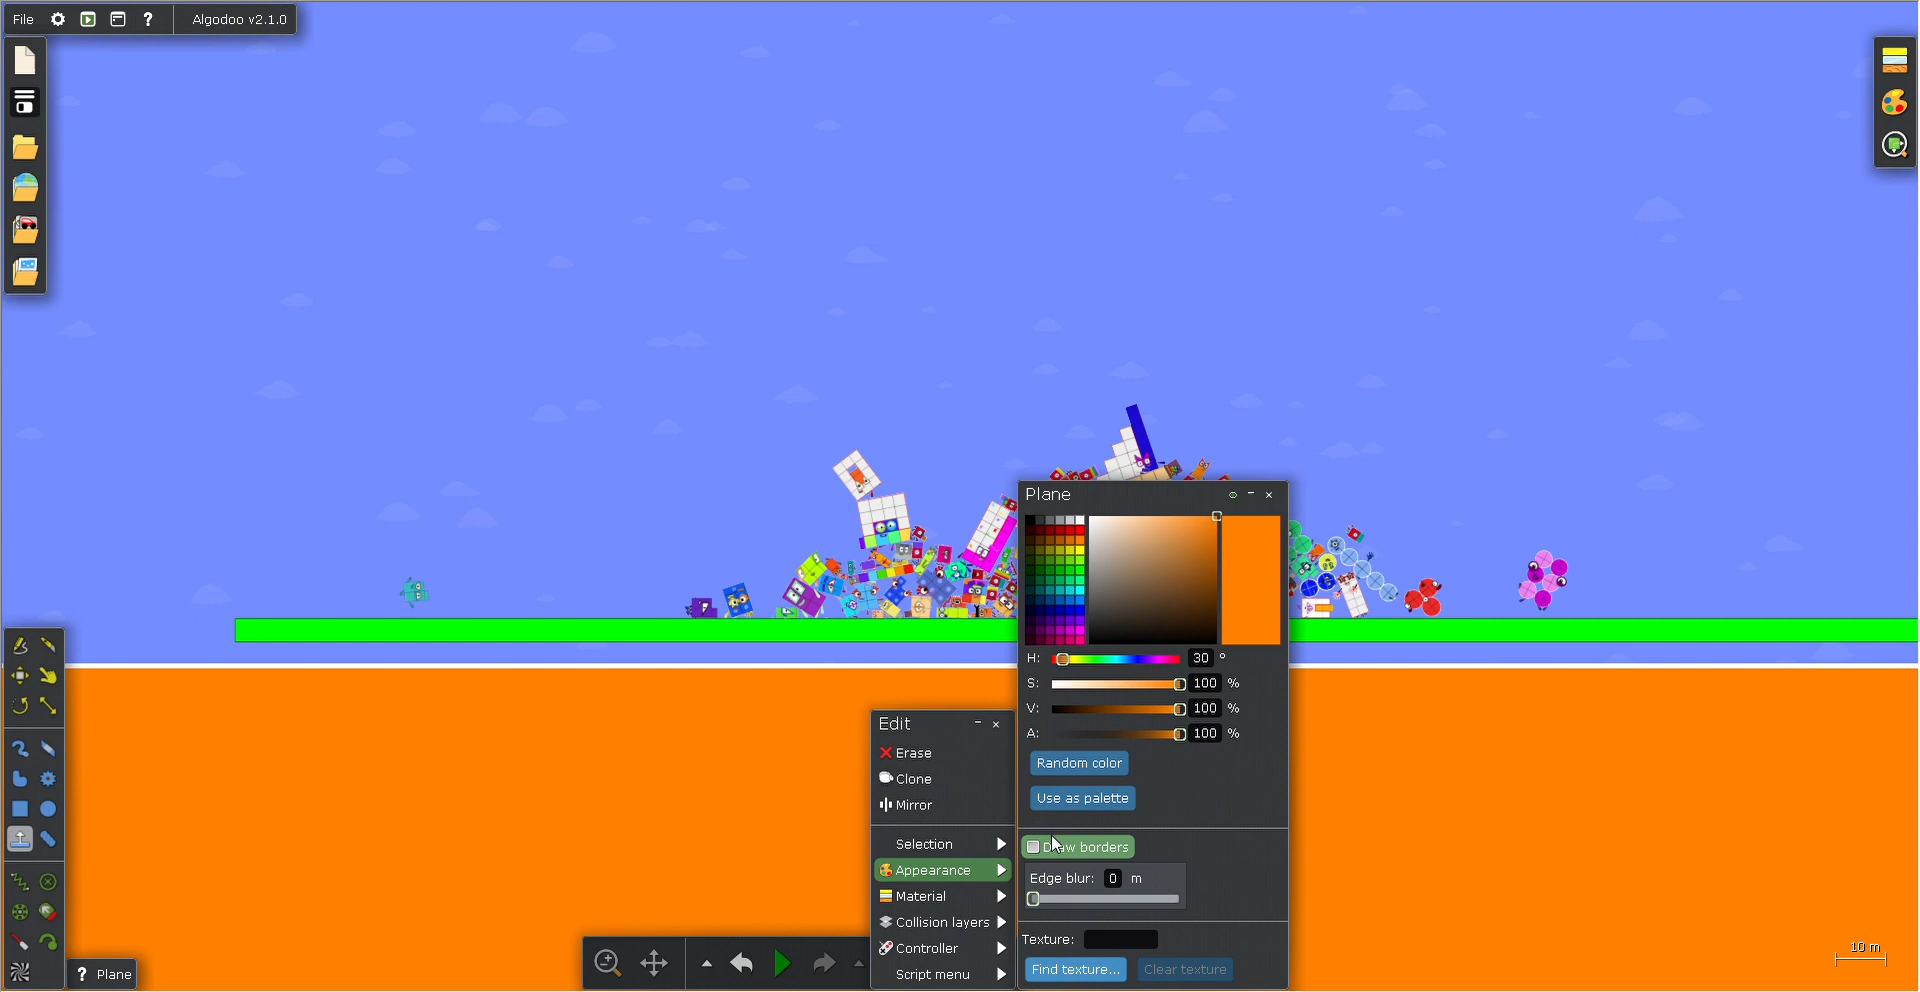 File
?
Algodoo v2.1.0
Plane
H: 30 °
S: 100 %
V: 100 %
A: 100 %
Random color
Use as palette
Draw borders
Edge blur: 0 m
Texture:
Find texture...
Clear texture
Edit
Erase
Clone
Mirror
Selection
Appearance
Material
Collision layers
Controller
Script menu
? Plane
10 m